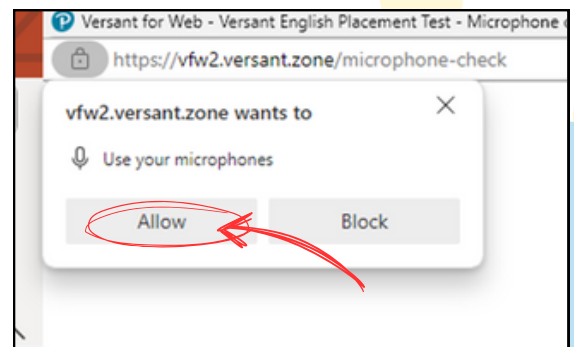 Versant for Web - Versant English Placement Test - Microphone
https://vfw2.versant.zone/microphone-check
vfw2.versant.zone wants to
Use your microphones
Allow
Block